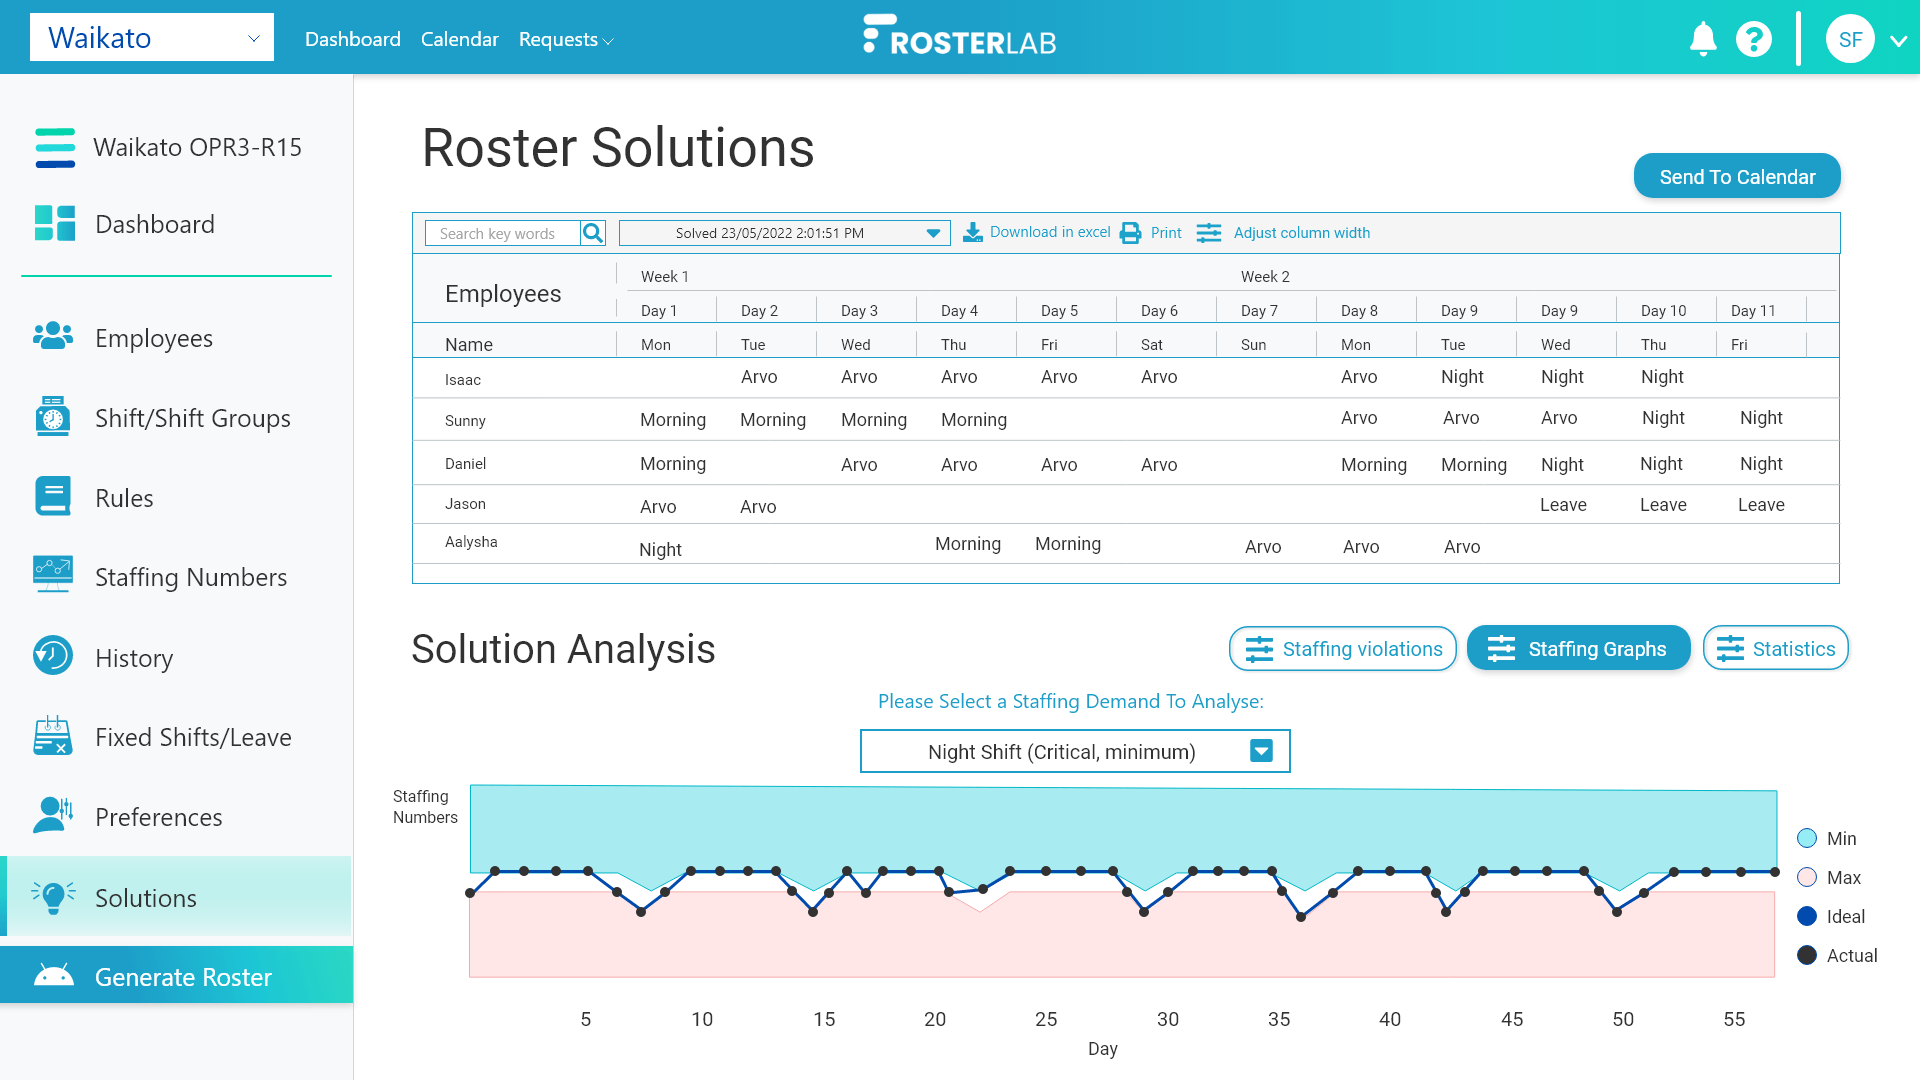 Waikato
Dashboard Calendar Requests
ROSTERLAB
SF
Waikato OPR3-R15
Dashboard
Employees
Shift/Shift Groups
Rules
Staffing Numbers
History
Fixed Shifts/Leave
Preferences
Solutions
Generate Roster
Roster Solutions
Send To Calendar
Search key words Solved 23/05/2022 2:01:51 PM Download in excel Print Adjust column width
Employees Week 1 Week 2
Day 1 Day 2 Day 3 Day 4 Day 5 Day 6 Day 7 Day 8 Day 9 Day 9 Day 10 Day 11
Name Mon Tue Wed Thu Fri Sat Sun Mon Tue Wed Thu Fri
Isaac Arvo Arvo Arvo Arvo Arvo Arvo Night Night Night
Sunny Morning Morning Morning Morning Arvo Arvo Arvo Night Night
Daniel Morning Arvo Arvo Arvo Arvo Morning Morning Night Night Night
Jason Arvo Arvo Leave Leave Leave
Aalysha Night Morning Morning Arvo Arvo Arvo
Solution Analysis
Staffing violations Staffing Graphs Statistics
Please Select a Staffing Demand To Analyse:
Night Shift (Critical, minimum)
Staffing
Numbers
Min
Max
Ideal
Actual
5 10 15 20 25 30 35 40 45 50 55
Day